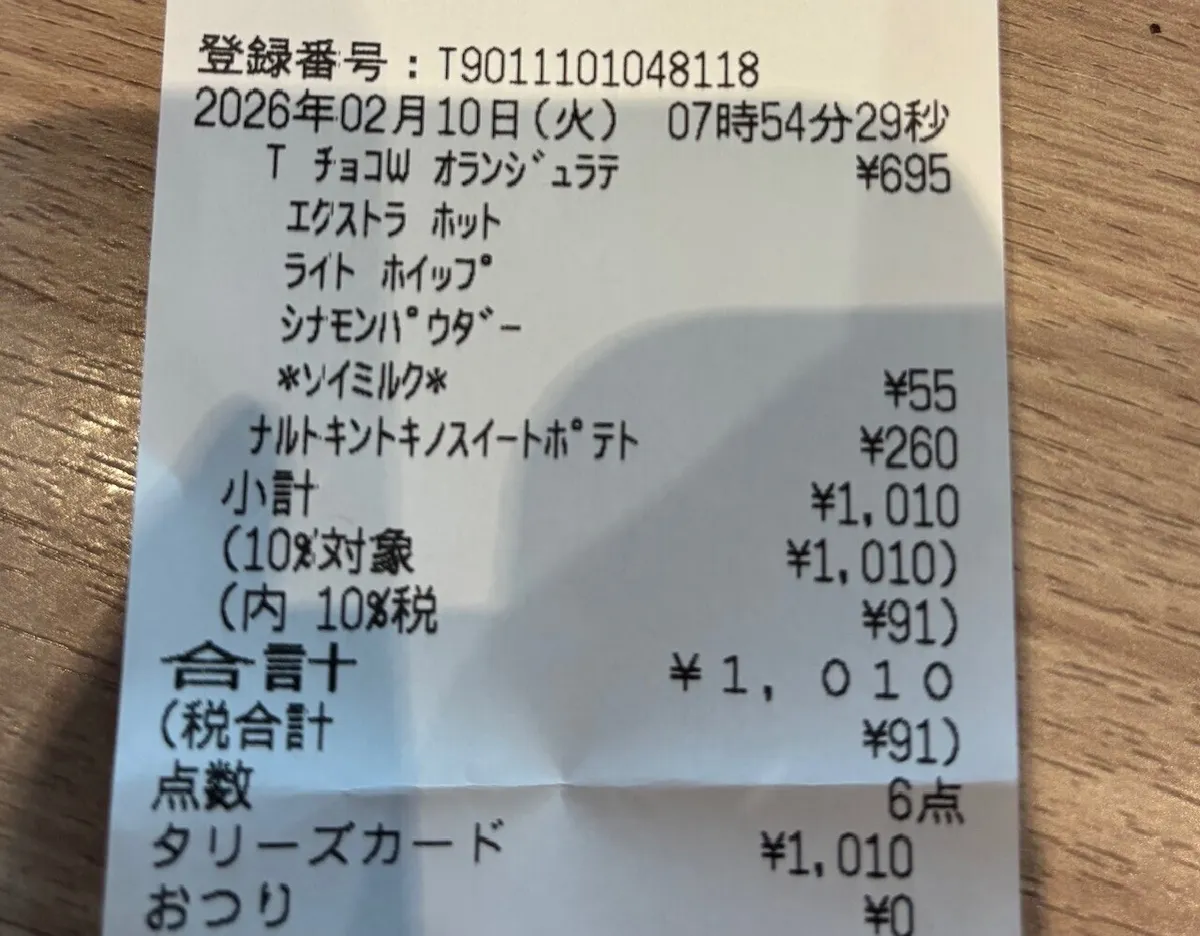 登録番号：T9011101048118
2026年02月10日(火) 07時54分29秒
T ﾁｮｺW ｵﾗﾝｼﾞｭﾗﾃ ¥695
ｴｸﾞｽﾄﾗ ﾎｯﾄ
ﾗｲﾄ ﾎｲｯﾌﾟ
ｼﾅﾓﾝﾊﾟｳﾀﾞｰ
*ｿｲﾐﾙｸ* ¥55
ﾅﾙﾄｷﾝﾄｷﾉｽｲｰﾄﾎﾟﾃﾄ ¥260
小計 ¥1,010
(10%対象 ¥1,010)
(内 10%税 ¥91)
合計 ¥1,010
(税合計 ¥91)
点数 6点
タリーズカード ¥1,010
おつり ¥0